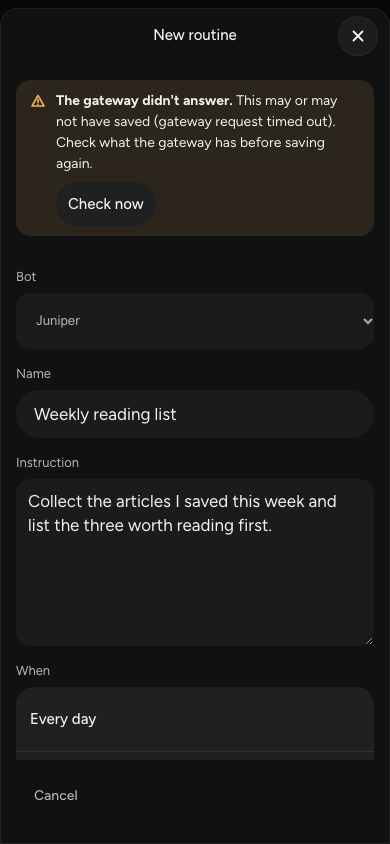 New routine
The gateway didn't answer. This may or may
not have saved (gateway request timed out).
Check what the gateway has before saving
again.
Check now
Bot
Juniper
Name
Weekly reading list
Instruction
Collect the articles I saved this week and
list the three worth reading first.
When
Every day
Cancel